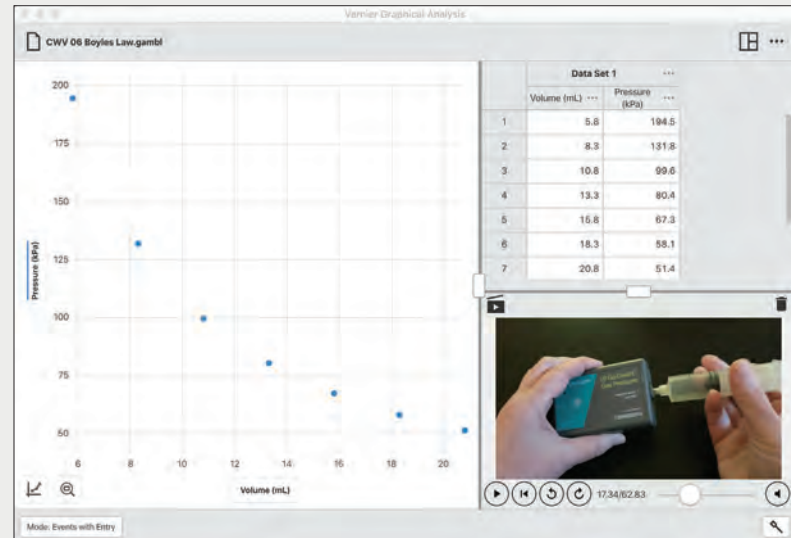 Vernier Graphical Analysis
CWV 06 Boyles Law.gambl
200
175
150
125
100
75
50
Pressure (kPa)
6 8 10 12 14 16 18 20
Volume (mL)
Data Set 1
Volume (mL) Pressure (kPa)
1 5.8 194.5
2 8.3 131.8
3 10.8 99.6
4 13.3 80.4
5 15.8 67.3
6 18.3 58.1
7 20.8 51.4
Gas Pressure
17.34/62.83
Mode: Events with Entry